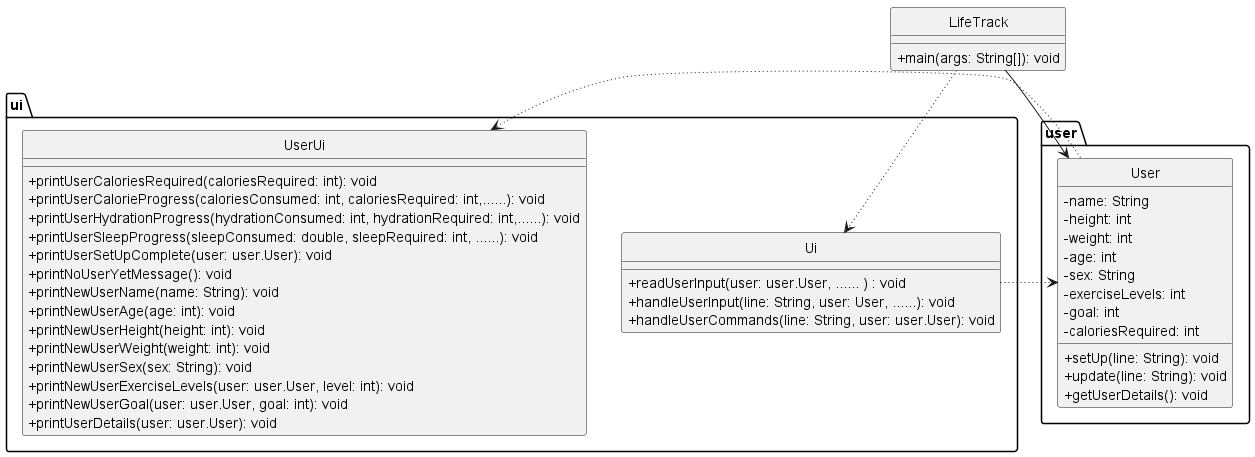 LifeTrack
+main(args: String[]): void
ui
UserUi
+printUserCaloriesRequired(caloriesRequired: int): void
+printUserCalorieProgress(caloriesConsumed: int, caloriesRequired: int,......): void
+printUserHydrationProgress(hydrationConsumed: int, hydrationRequired: int,......): void
+printUserSleepProgress(sleepConsumed: double, sleepRequired: int, ......): void
+printUserSetUpComplete(user: user.User): void
+printNoUserYetMessage(): void
+printNewUserName(name: String): void
+printNewUserAge(age: int): void
+printNewUserHeight(height: int): void
+printNewUserWeight(weight: int): void
+printNewUserSex(sex: String): void
+printNewUserExerciseLevels(user: user.User, level: int): void
+printNewUserGoal(user: user.User, goal: int): void
+printUserDetails(user: user.User): void
Ui
+readUserInput(user: user.User, ...... ) : void
+handleUserInput(line: String, user: User, ......): void
+handleUserCommands(line: String, user: user.User): void
user
User
-name: String
-height: int
-weight: int
-age: int
-sex: String
-exerciseLevels: int
-goal: int
-caloriesRequired: int
+setUp(line: String): void
+update(line: String): void
+getUserDetails(): void